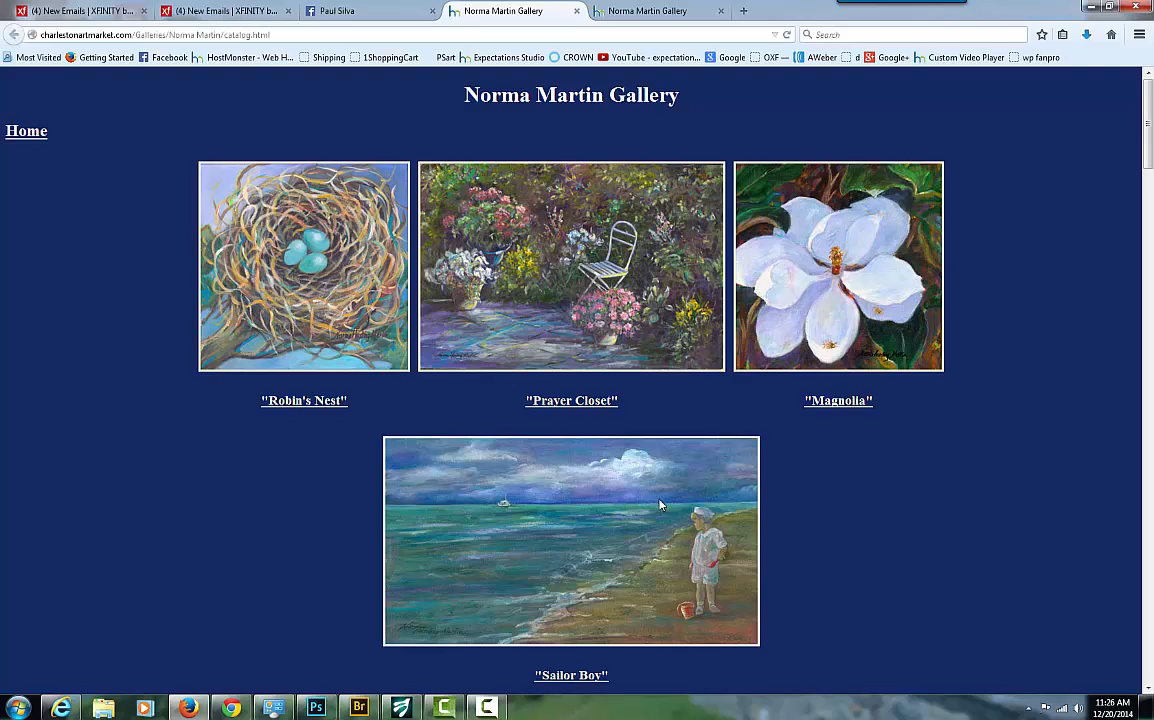 (4) New Emails | XFINITY b...
(4) New Emails | XFINITY b...
Paul Silva
Norma Martin Gallery
Norma Martin Gallery
charlestonartmarket.com/Galleries/Norma Martin/catalog.html
Search
Most Visited
Getting Started
Facebook
HostMonster - Web H...
Shipping
1ShoppingCart
PSart
Expectations Studio
CROWN
YouTube - expectation...
Google
OXF —
AWeber
d
Google+
Custom Video Player
wp fanpro
Norma Martin Gallery
Home
"Robin's Nest"
"Prayer Closet"
"Magnolia"
"Sailor Boy"
Ps
Br
11:26 AM
12/20/2014